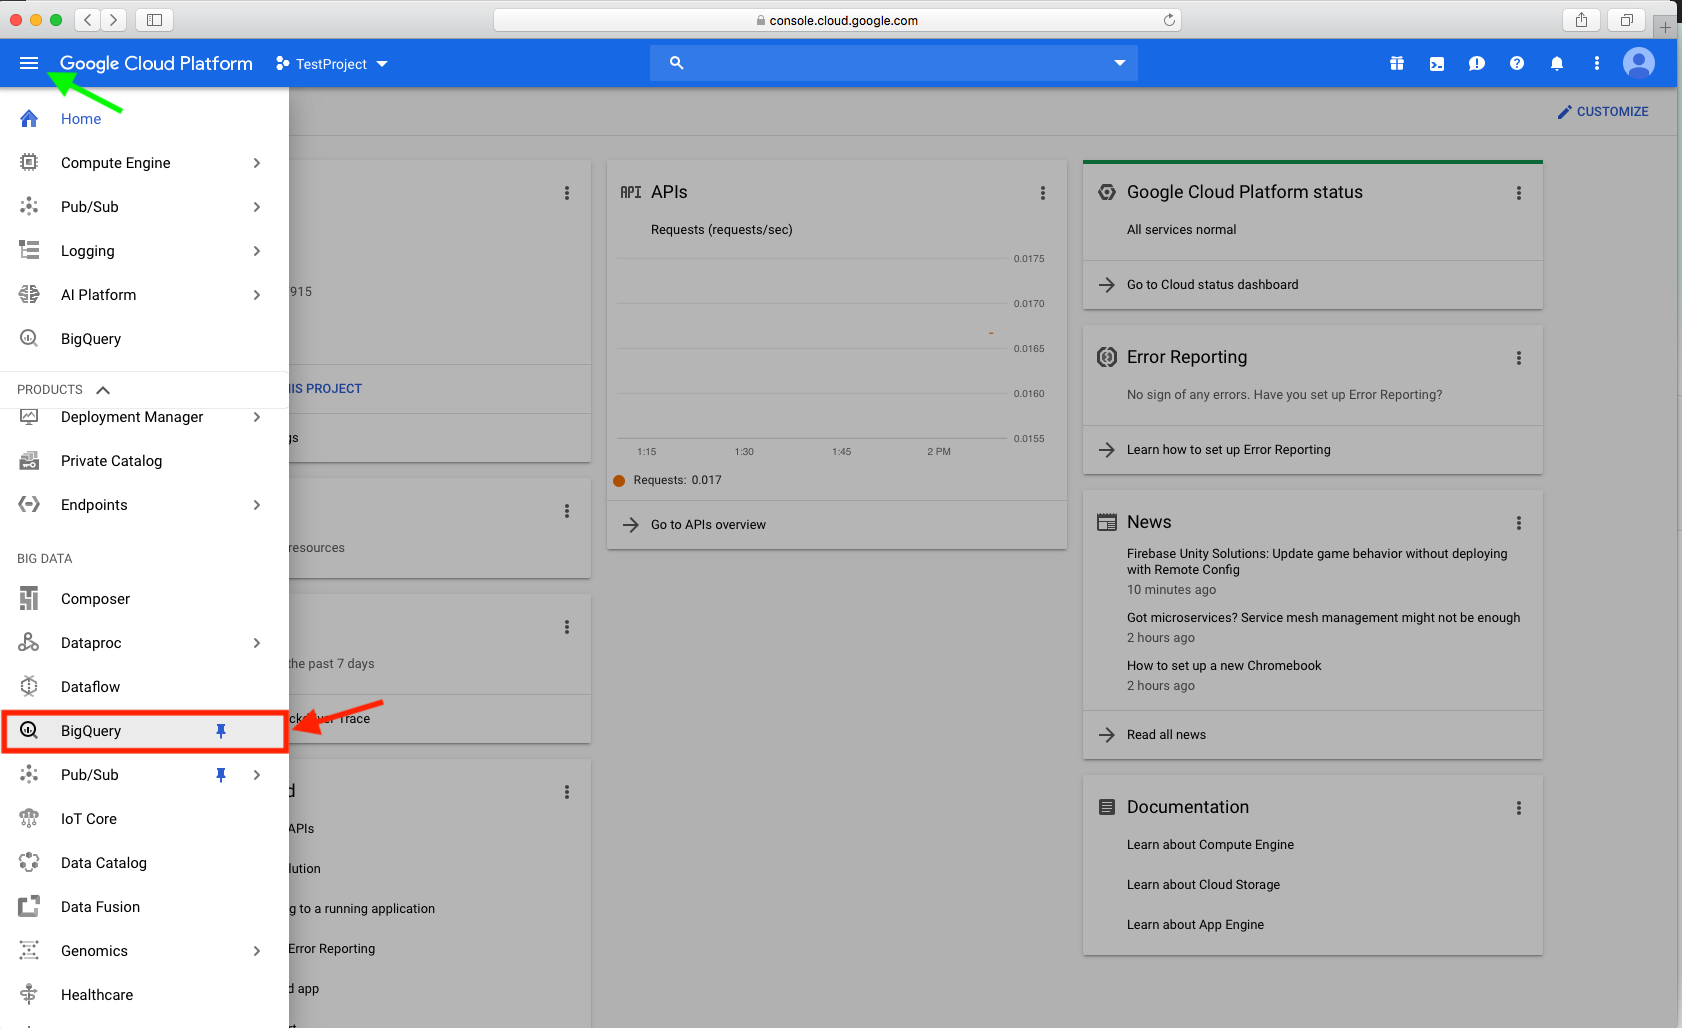 console.cloud.google.com
Google Cloud Platform
TestProject
CUSTOMIZE
Home
Compute Engine
Pub/Sub
Logging
AI Platform
BigQuery
PRODUCTS
Deployment Manager
Private Catalog
Endpoints
BIG DATA
Composer
Dataproc
Dataflow
BigQuery
Pub/Sub
IoT Core
Data Catalog
Data Fusion
Genomics
Healthcare
915
HIS PROJECT
gs
resources
the past 7 days
Trace
d
APIs
lution
g to a running application
Error Reporting
d app
API APIs
Requests (requests/sec)
0.0175
0.0170
0.0165
0.0160
0.0155
1:15 1:30 1:45 2 PM
Requests: 0.017
Go to APIs overview
Google Cloud Platform status
All services normal
Go to Cloud status dashboard
Error Reporting
No sign of any errors. Have you set up Error Reporting?
Learn how to set up Error Reporting
News
Firebase Unity Solutions: Update game behavior without deploying
with Remote Config
10 minutes ago
Got microservices? Service mesh management might not be enough
2 hours ago
How to set up a new Chromebook
2 hours ago
Read all news
Documentation
Learn about Compute Engine
Learn about Cloud Storage
Learn about App Engine